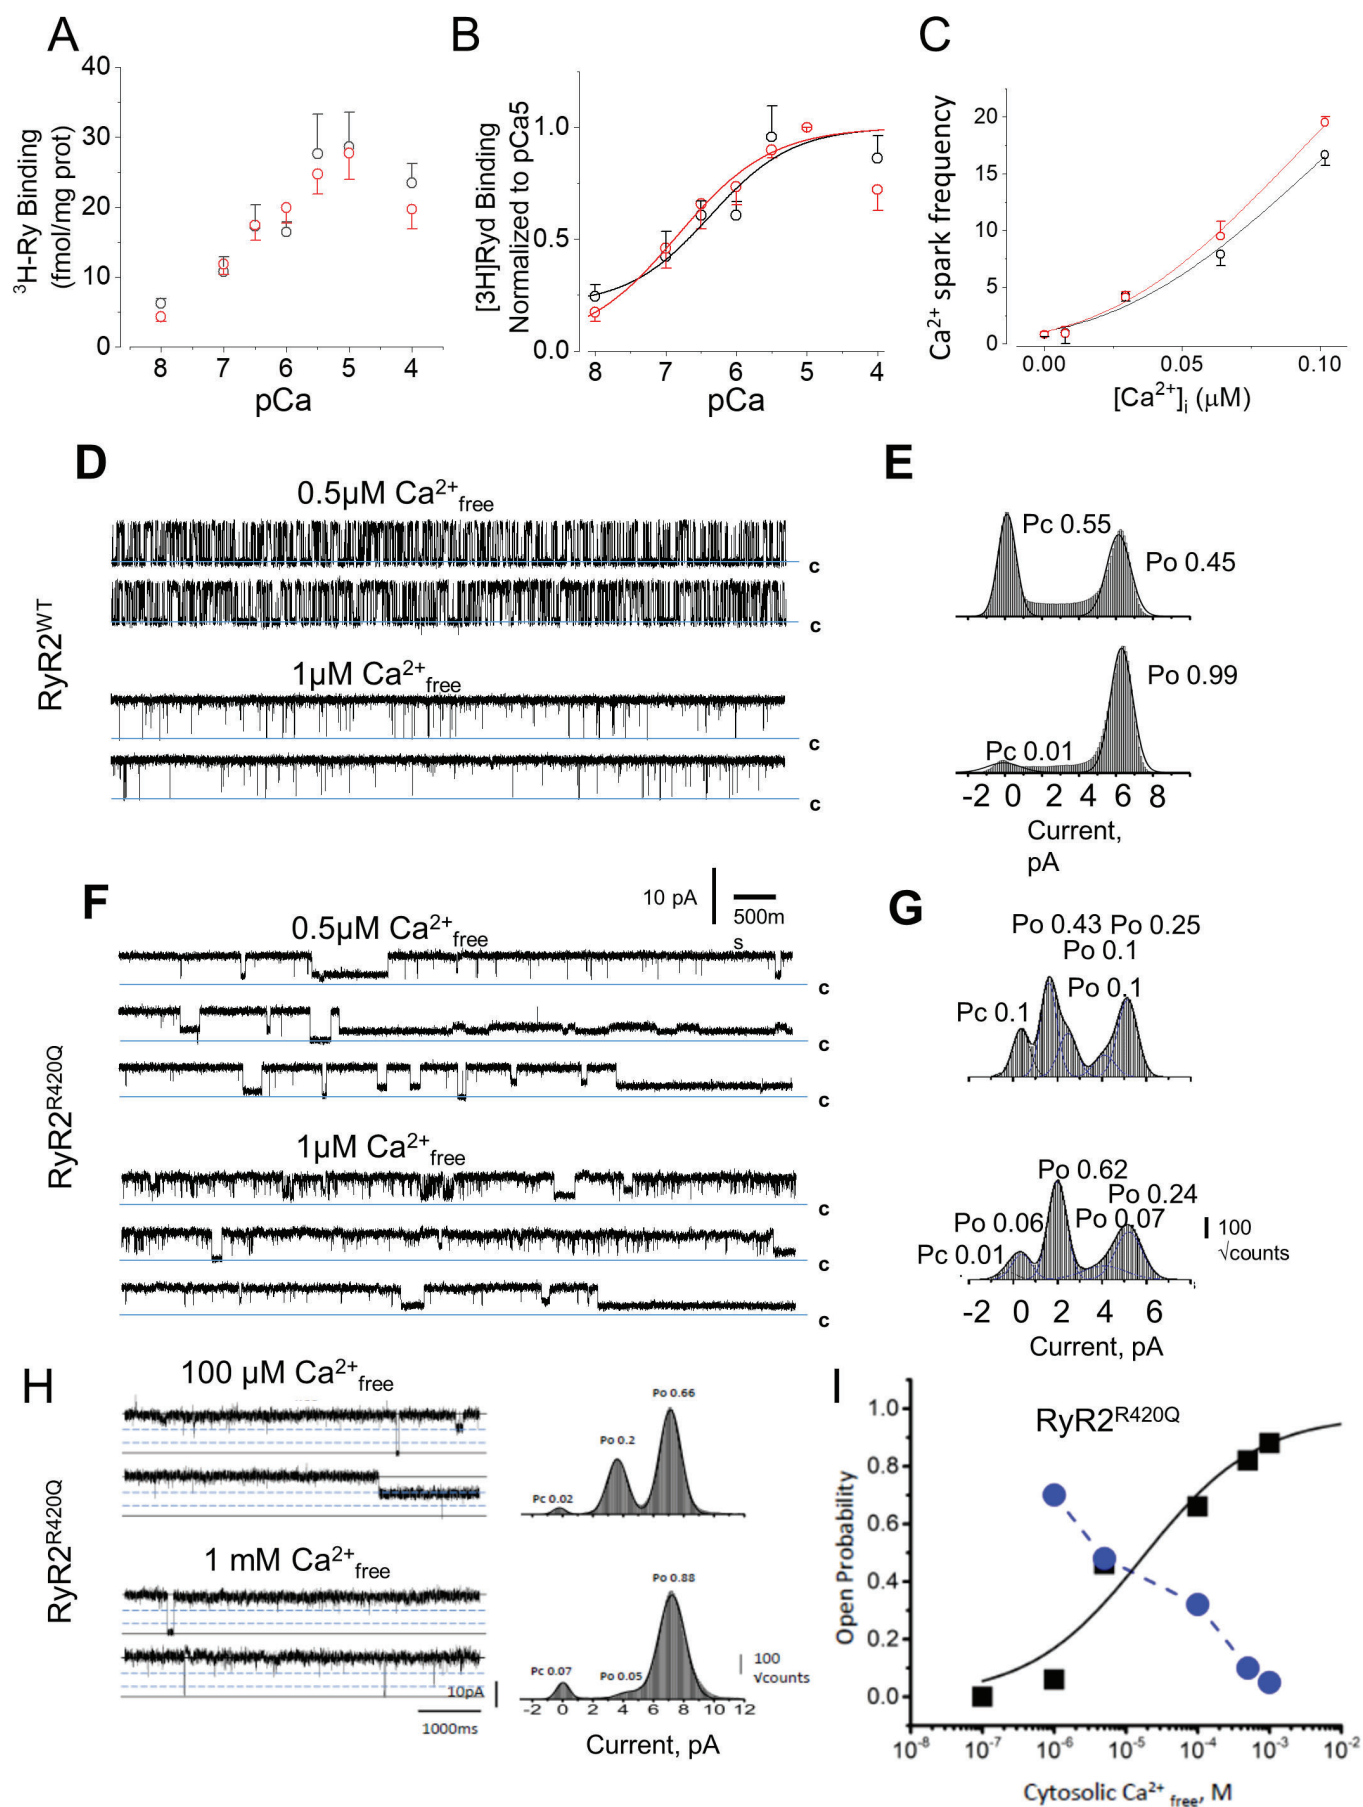 A
40
30
20
10
0
8 7 6 5 4
pCa
³H-Ry Binding
(fmol/mg prot)
B
1.0
0.5
0.0
8 7 6 5 4
pCa
[3H]Ryd Binding
Normalized to pCa5
C
20
15
10
5
0
0.00 0.05 0.10
[Ca²⁺]i (μM)
Ca²⁺ spark frequency
D
0.5μM Ca²⁺free
c
c
1μM Ca²⁺free
c
c
RyR2WT
E
Pc 0.55
Po 0.45
Po 0.99
Pc 0.01
-2 0 2 4 6 8
Current,
pA
F
10 pA
500m
s
0.5μM Ca²⁺free
c
c
c
1μM Ca²⁺free
c
c
c
RyR2R420Q
G
Po 0.43 Po 0.25
Po 0.1
Po 0.1
Pc 0.1
Po 0.62
Po 0.24
Po 0.06
Po 0.07
Pc 0.01
100
√counts
-2 0 2 4 6
Current, pA
H
100 μM Ca²⁺free
1 mM Ca²⁺free
RyR2R420Q
10pA
1000ms
Po 0.66
Po 0.2
Pc 0.02
Po 0.88
Pc 0.07
Po 0.05
100
√counts
-2 0 2 4 6 8 10 12
Current, pA
I
RyR2R420Q
1.0
0.8
0.6
0.4
0.2
0.0
Open Probability
10⁻⁸ 10⁻⁷ 10⁻⁶ 10⁻⁵ 10⁻⁴ 10⁻³ 10⁻²
Cytosolic Ca²⁺ free, M